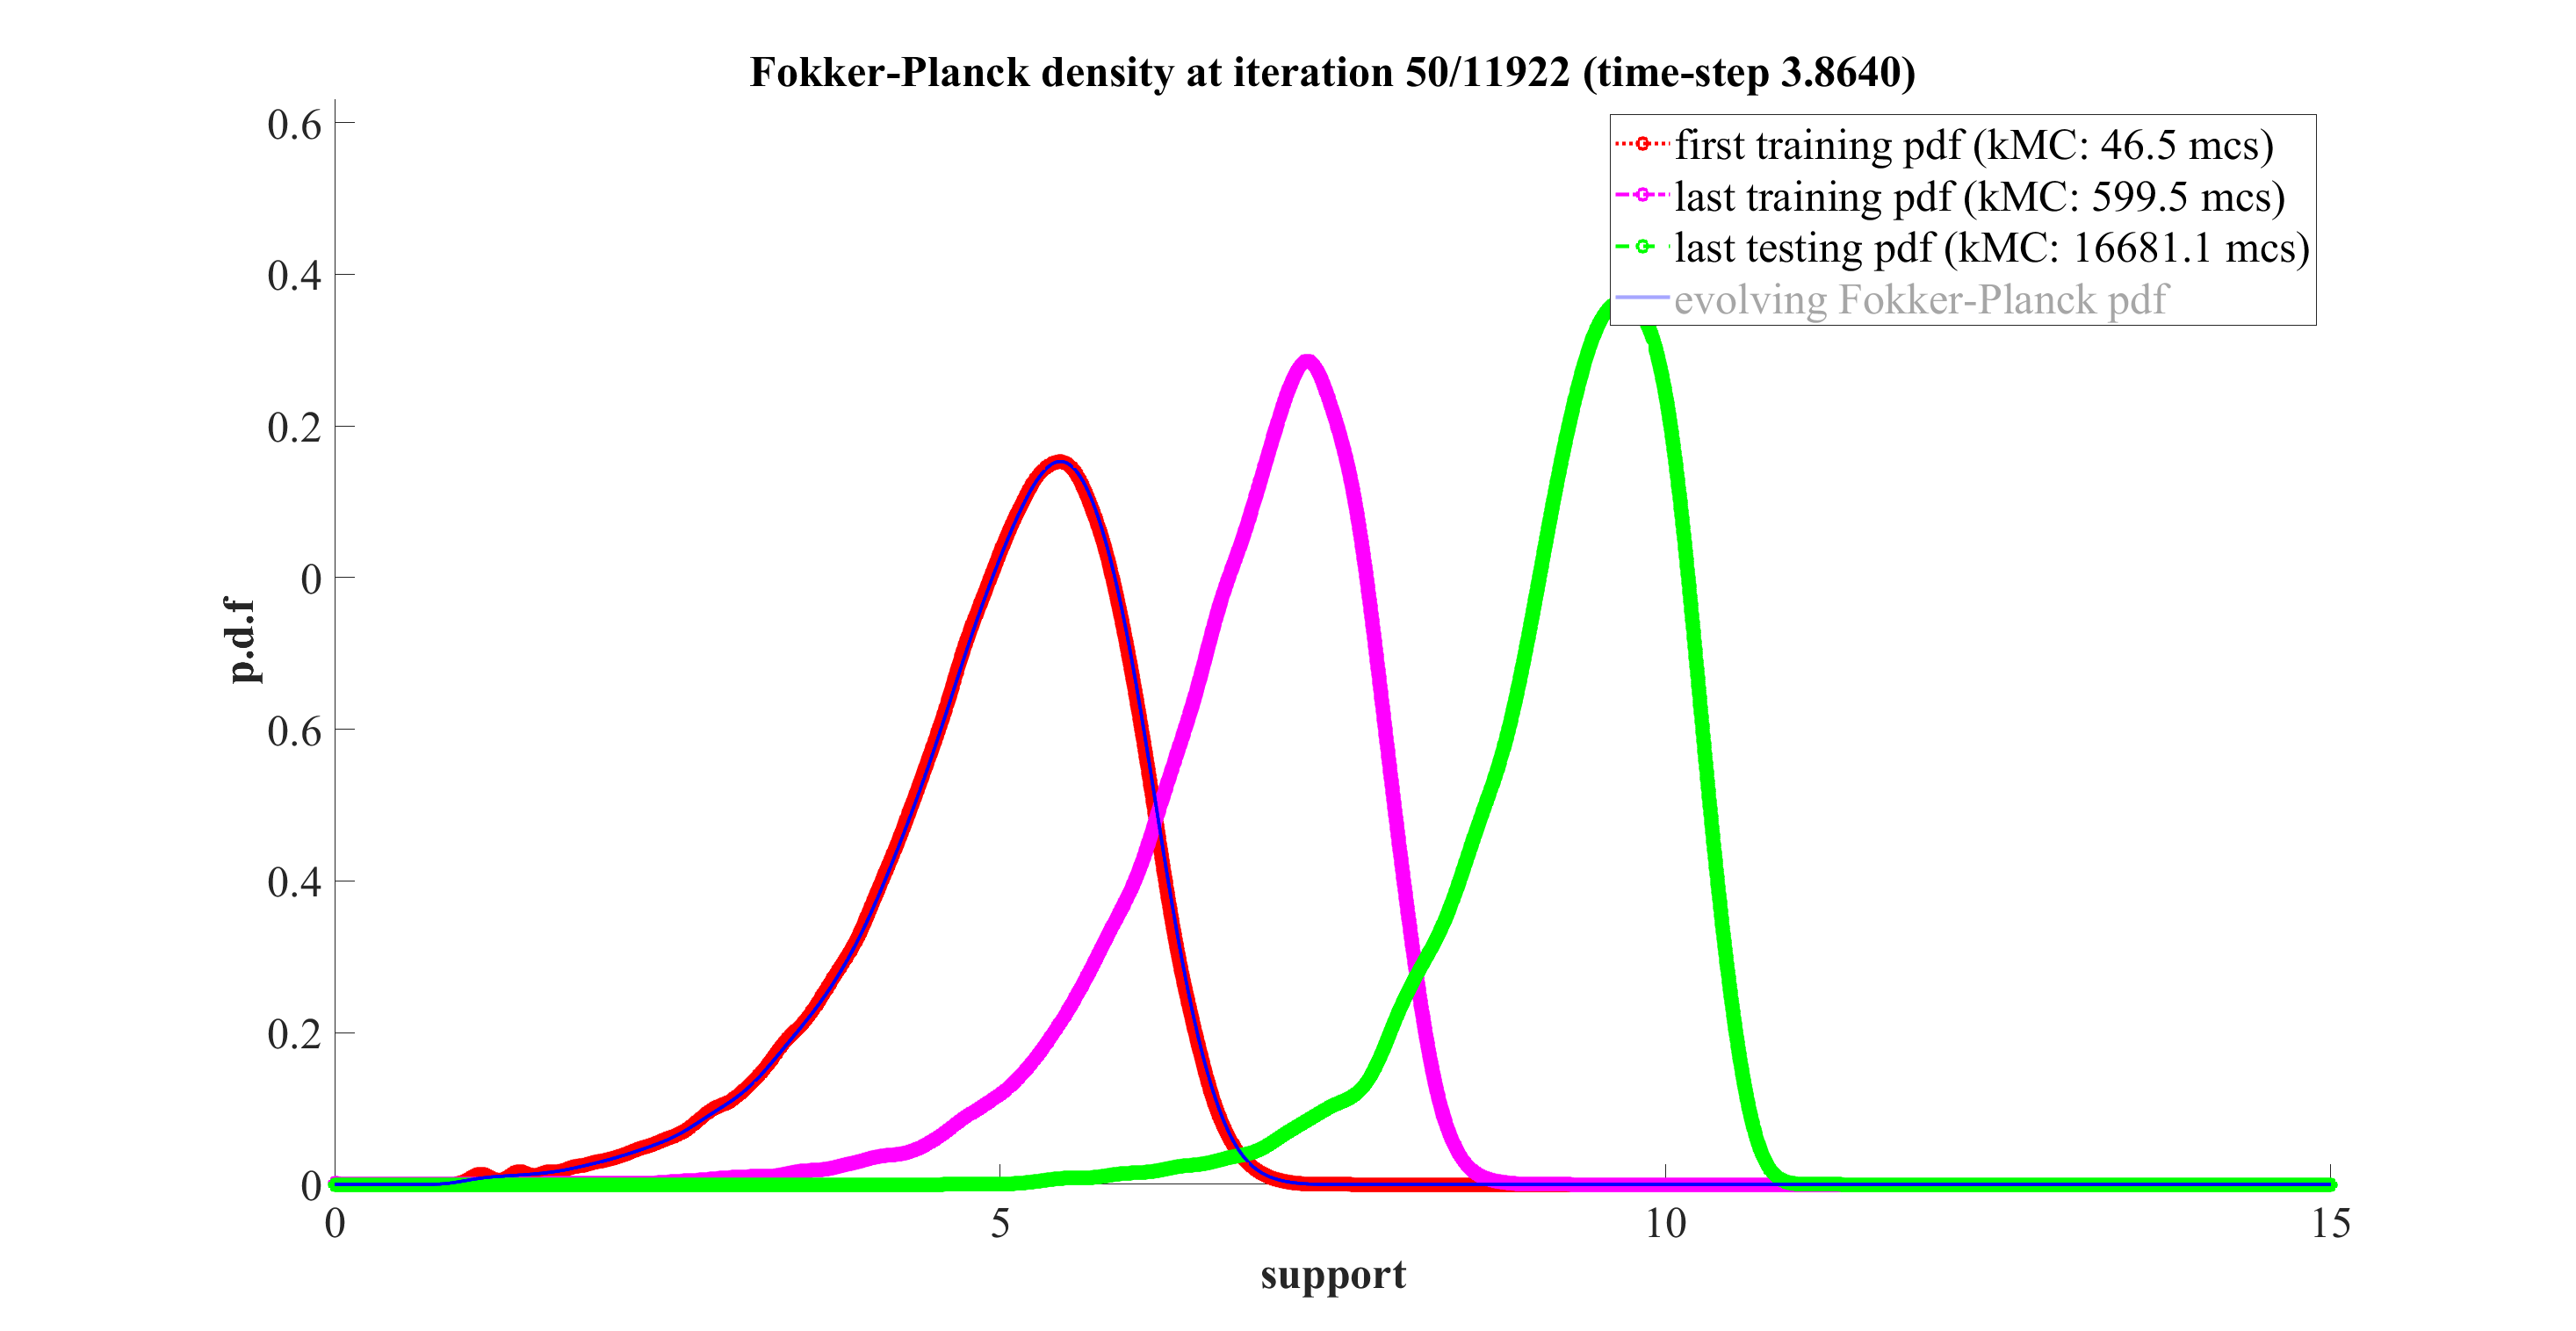 Fokker-Planck density at iteration 50/11922 (time-step 3.8640)
first training pdf (kMC: 46.5 mcs)
last training pdf (kMC: 599.5 mcs)
last testing pdf (kMC: 16681.1 mcs)
evolving Fokker-Planck pdf
0.6
0.4
0.2
0
0.6
0.4
0.2
0
p.d.f
0
5
10
15
support